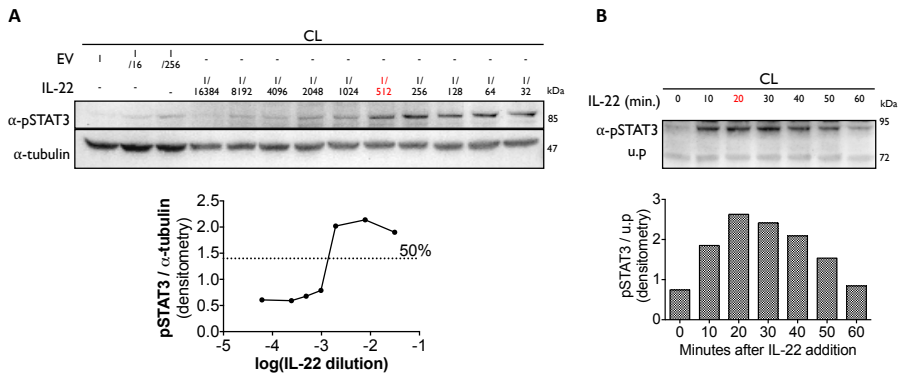 A
CL
EV
1
1
/16
1
/256
-
-
-
-
-
-
-
-
-
-
IL-22
-
-
-
1/
16384
1/
8192
1/
4096
1/
2048
1/
1024
1/
512
1/
256
1/
128
1/
64
1/
32
kDa
α-pSTAT3
85
α-tubulin
47
pSTAT3 / α-tubulin
(densitometry)
2.5
2.0
1.5
1.0
0.5
0.0
50%
-5 -4 -3 -2 -1
log(IL-22 dilution)
B
CL
IL-22 (min.) 0 10 20 30 40 50 60 kDa
α-pSTAT3
95
u.p
72
pSTAT3 / u.p
(densitometry)
3
2
1
0
0 10 20 30 40 50 60
Minutes after IL-22 addition